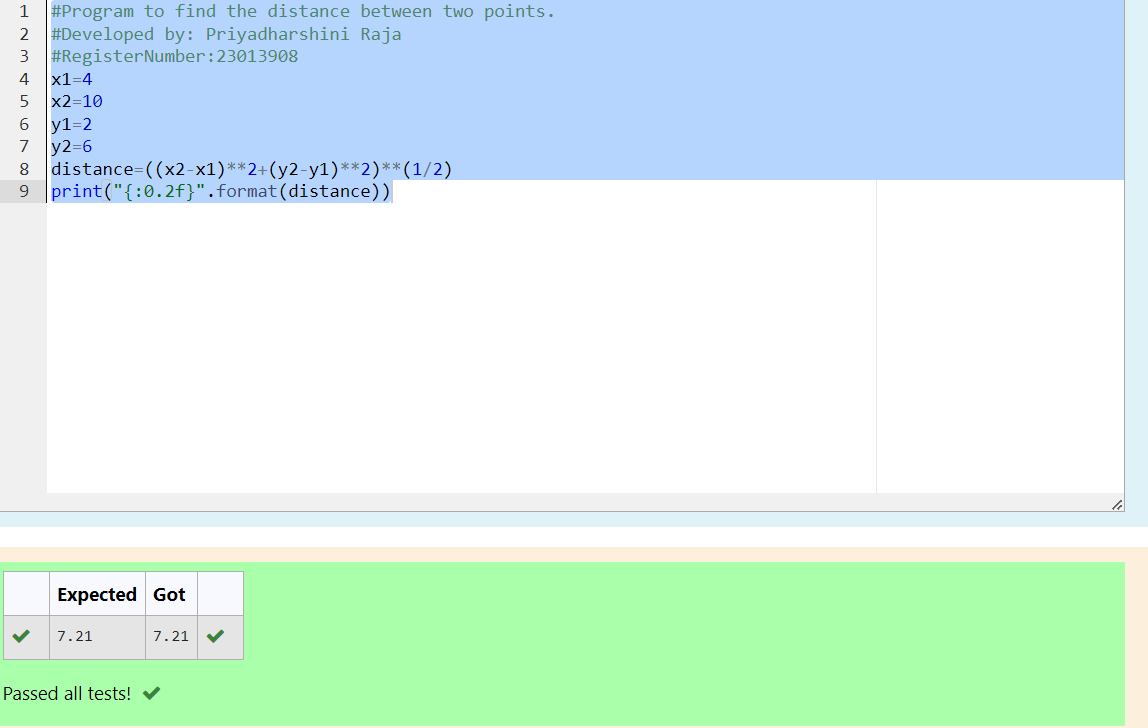 1 #Program to find the distance between two points.
2 #Developed by: Priyadharshini Raja
3 #RegisterNumber:23013908
4 x1=4
5 x2=10
6 y1=2
7 y2=6
8 distance=((x2-x1)**2+(y2-y1)**2)**(1/2)
9 print("{:0.2f}".format(distance))
Expected Got
7.21 7.21
Passed all tests!